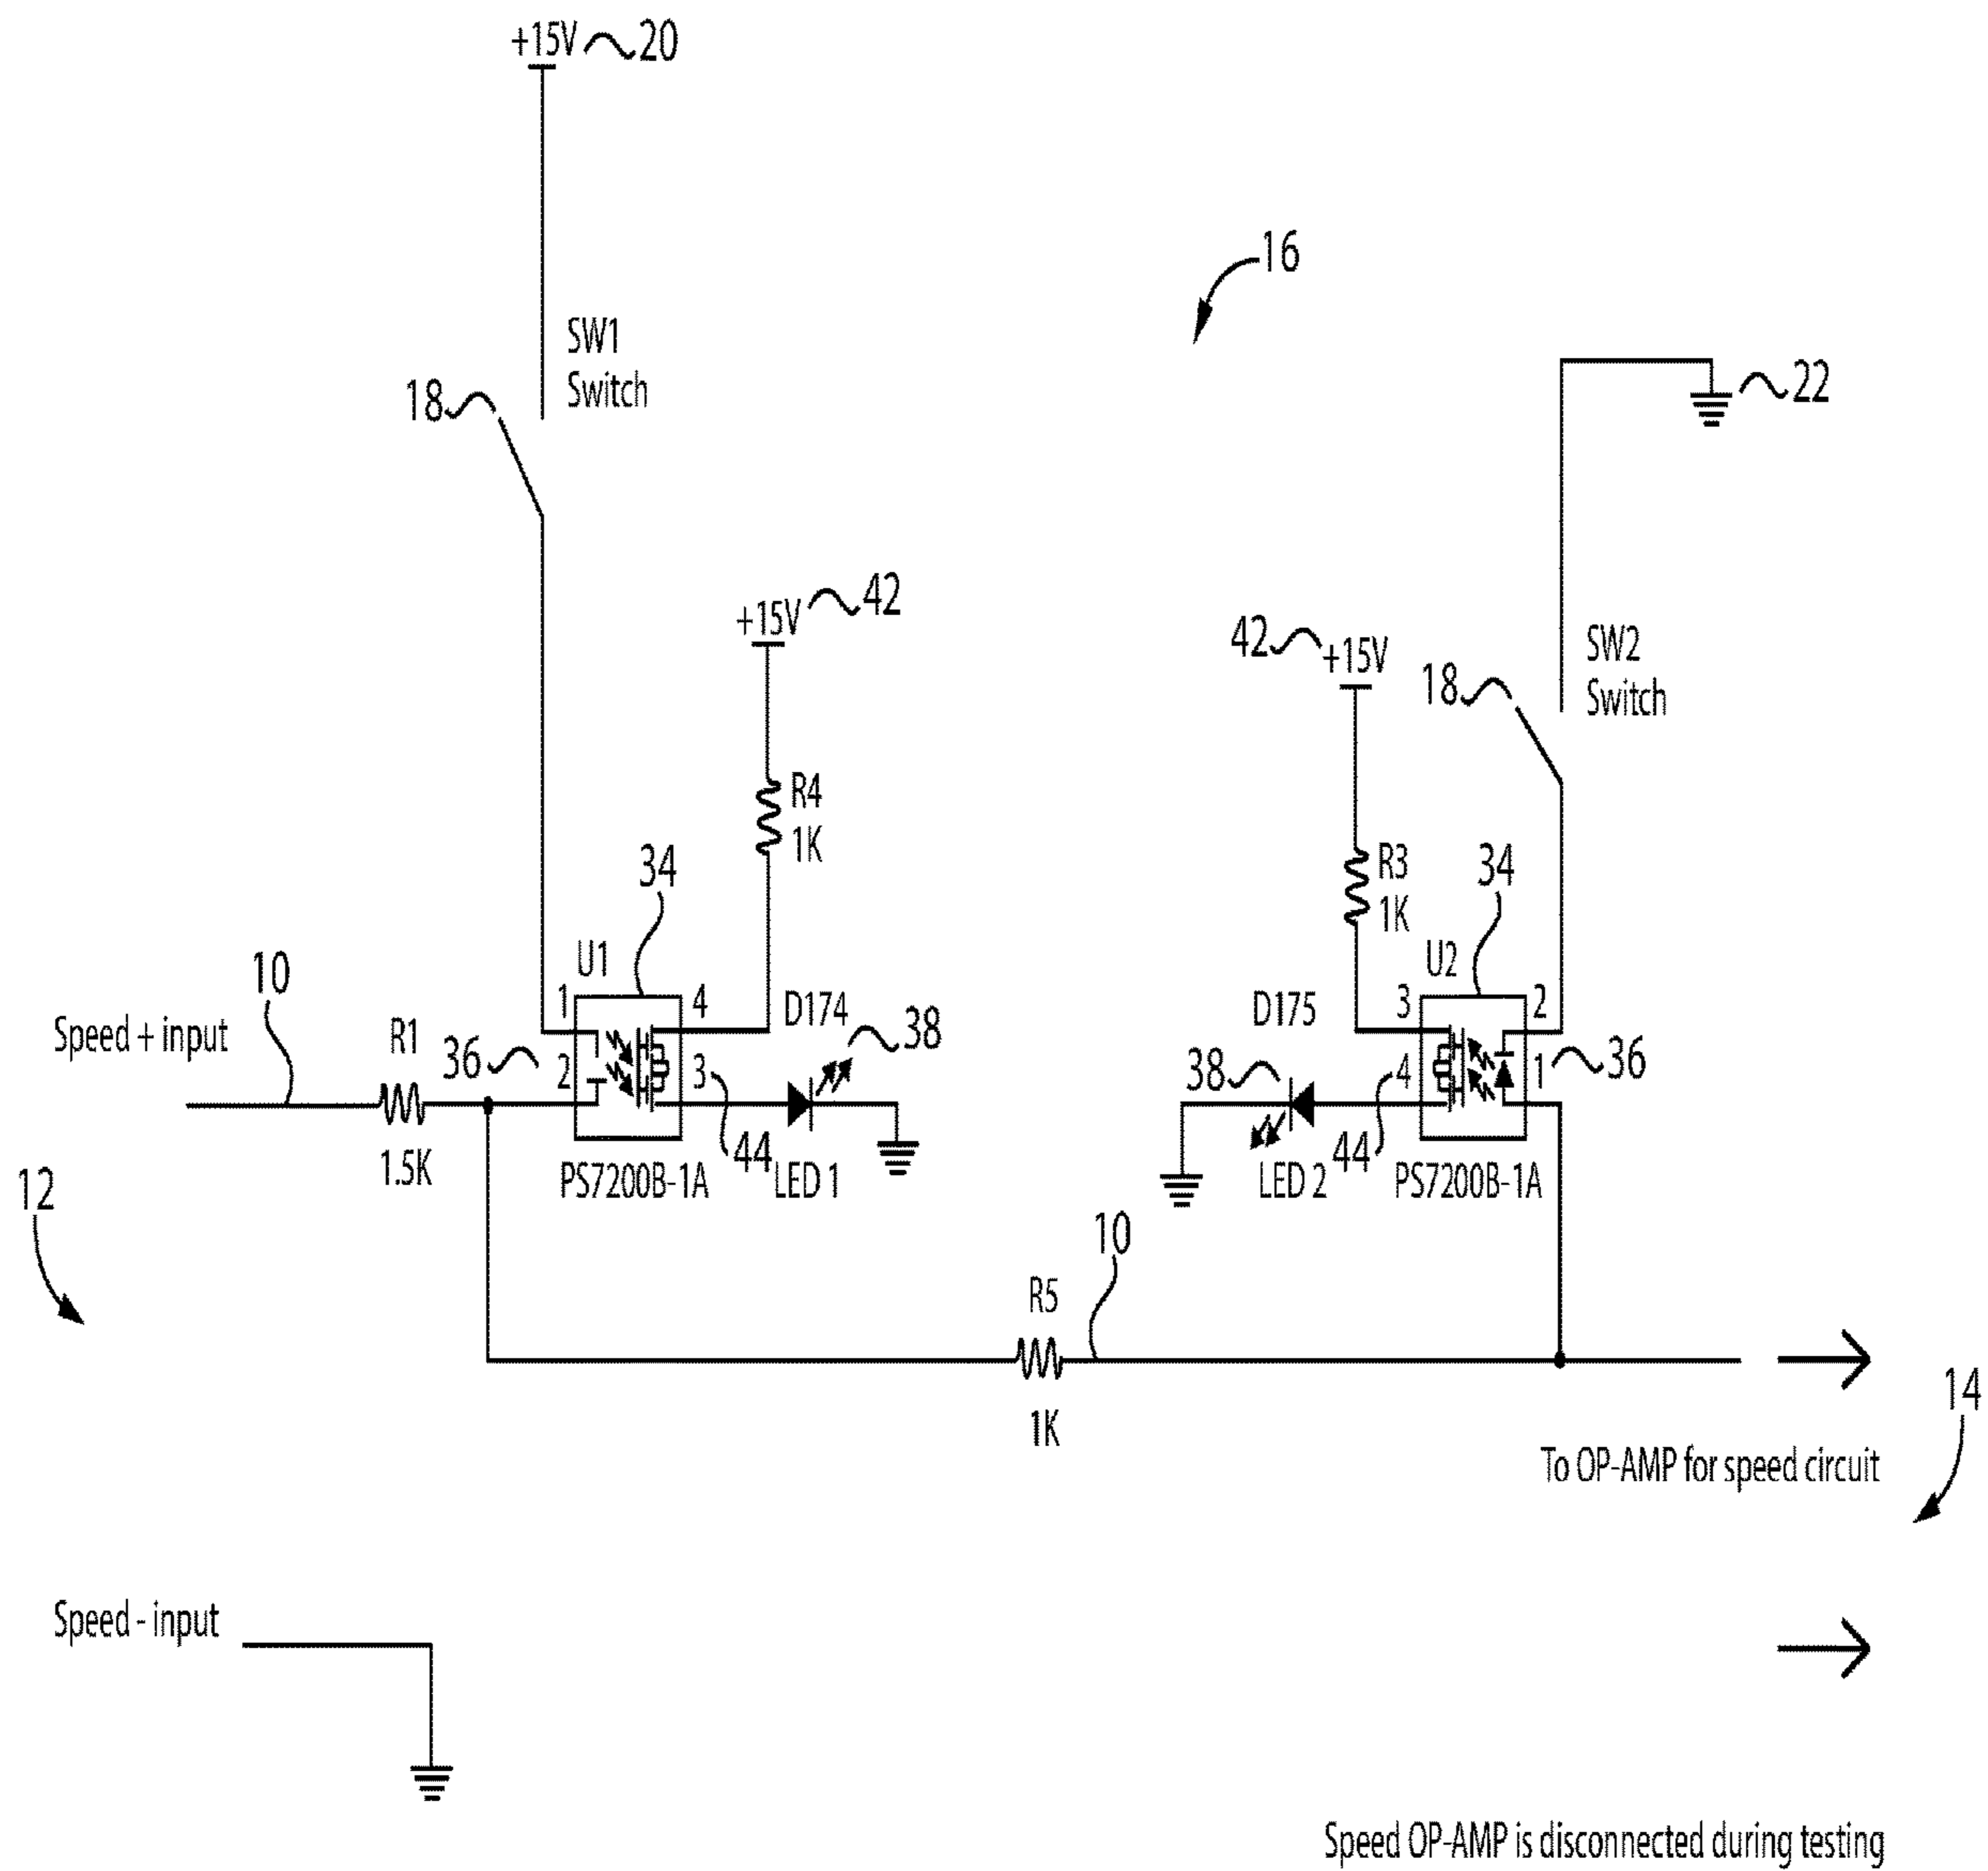 +15V 20
16
SW1
Switch
18
22
+15V 42
42 +15V
SW2
Switch
18
R4
1K
R3
1K
34
34
U1
U2
10
1
4
D174
38
D175
3
2
Speed + input
R1
36
2
3
38
4
1
36
1.5K
PS7200B-1A
44
LED 1
LED 2
44
PS7200B-1A
12
10
R5
1K
14
To OP-AMP for speed circuit
Speed - input
Speed OP-AMP is disconnected during testing